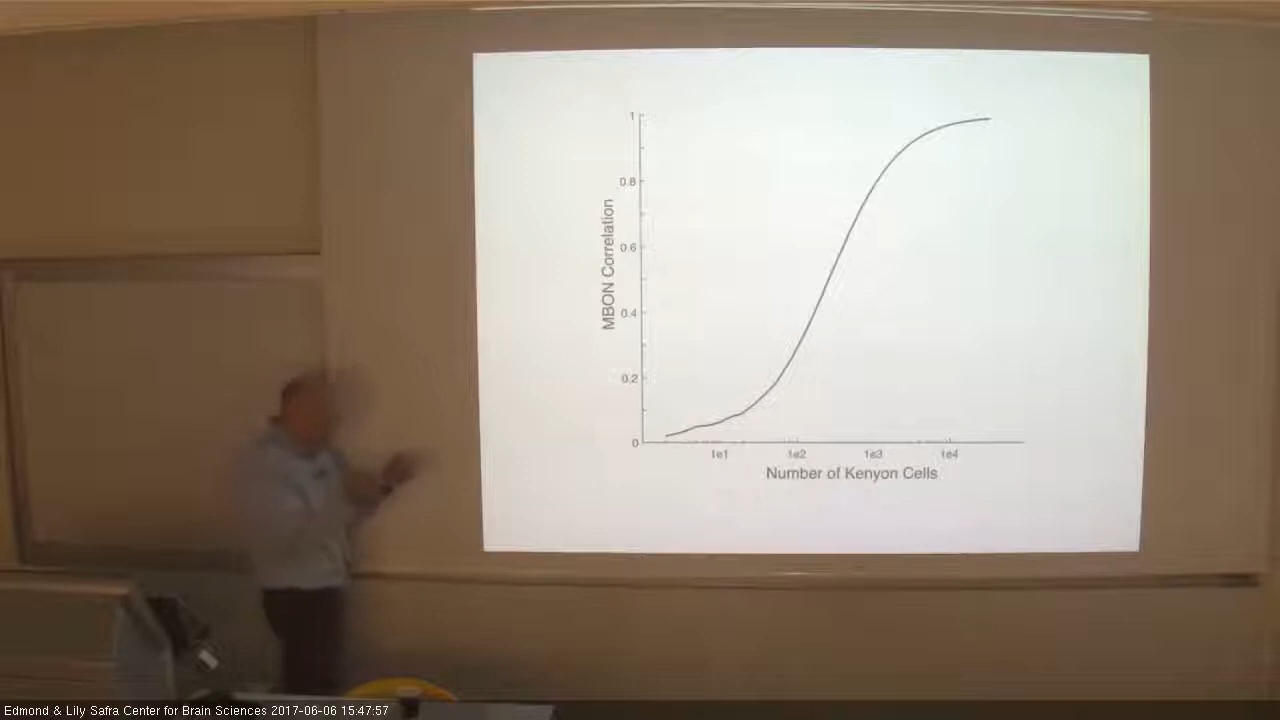 1
0.8
0.6
0.4
0.2
0
MBON Correlation
1e1 1e2 1e3 1e4
Number of Kenyon Cells
Edmond & Lily Safra Center for Brain Sciences 2017-06-06 15:47:57